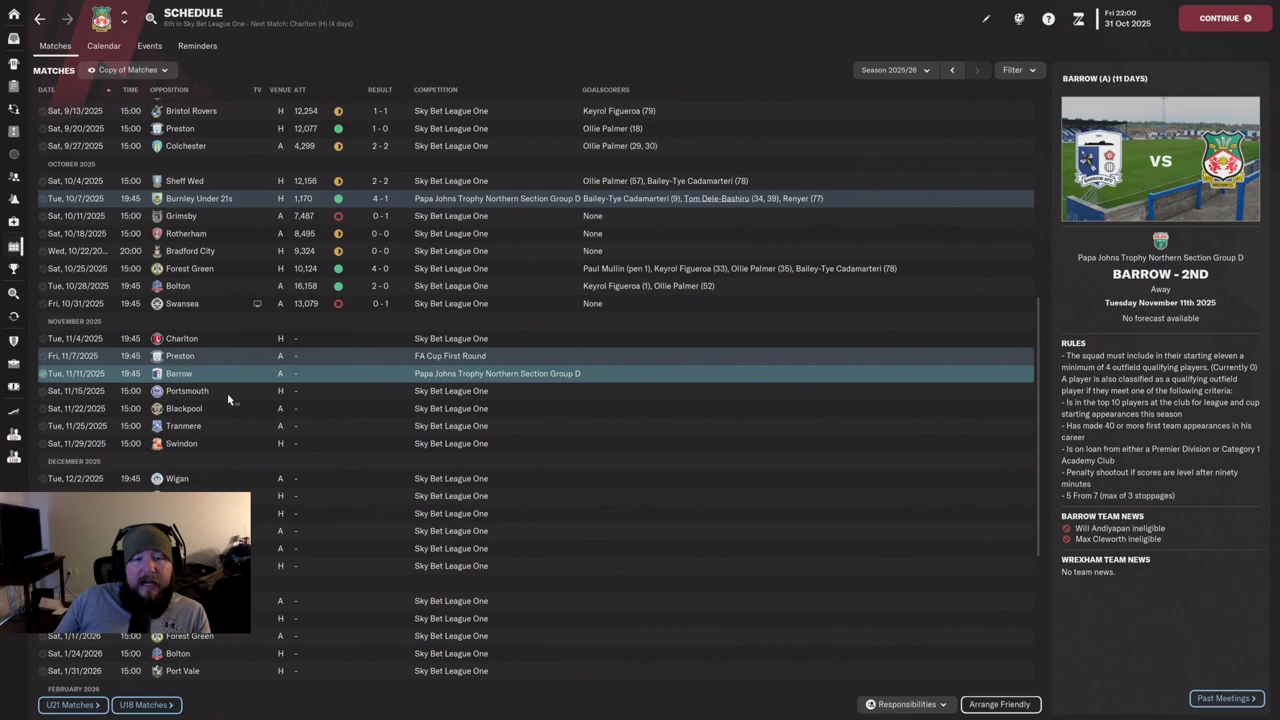 SCHEDULE
6th in Sky Bet League One - Next Match: Charlton (H) (4 days)
Fri 22:00
31 Oct 2025
CONTINUE
Matches Calendar Events Reminders
MATCHES Copy of Matches Season 2025/26 Filter
DATE TIME OPPOSITION TV VENUE ATT RESULT COMPETITION GOALSCORERS
Sat, 9/13/2025 15:00 Bristol Rovers H 12,254 1 - 1 Sky Bet League One Keyrol Figueroa (79)
Sat, 9/20/2025 15:00 Preston H 12,077 1 - 0 Sky Bet League One Ollie Palmer (18)
Sat, 9/27/2025 15:00 Colchester A 4,299 2 - 2 Sky Bet League One Ollie Palmer (29, 30)
OCTOBER 2025
Sat, 10/4/2025 15:00 Sheff Wed H 12,156 2 - 2 Sky Bet League One Ollie Palmer (57), Bailey-Tye Cadamarteri (78)
Tue, 10/7/2025 19:45 Burnley Under 21s H 1,170 4 - 1 Papa Johns Trophy Northern Section Group D Bailey-Tye Cadamarteri (9), Tom Dele-Bashiru (34, 39), Renyer (77)
Sat, 10/11/2025 15:00 Grimsby A 7,487 0 - 1 Sky Bet League One None
Sat, 10/18/2025 15:00 Rotherham A 8,495 0 - 0 Sky Bet League One None
Wed, 10/22/20... 20:00 Bradford City H 9,324 0 - 0 Sky Bet League One None
Sat, 10/25/2025 15:00 Forest Green H 10,124 4 - 0 Sky Bet League One Paul Mullin (pen 1), Keyrol Figueroa (33), Ollie Palmer (35), Bailey-Tye Cadamarteri (78)
Tue, 10/28/2025 19:45 Bolton A 16,158 2 - 0 Sky Bet League One Keyrol Figueroa (1), Ollie Palmer (52)
Fri, 10/31/2025 19:45 Swansea A 13,079 0 - 1 Sky Bet League One None
NOVEMBER 2025
Tue, 11/4/2025 19:45 Charlton H - Sky Bet League One
Fri, 11/7/2025 19:45 Preston A - FA Cup First Round
Tue, 11/11/2025 19:45 Barrow A - Papa Johns Trophy Northern Section Group D
Sat, 11/15/2025 15:00 Portsmouth H - Sky Bet League One
Sat, 11/22/2025 15:00 Blackpool A - Sky Bet League One
Tue, 11/25/2025 15:00 Tranmere A - Sky Bet League One
Sat, 11/29/2025 15:00 Swindon H - Sky Bet League One
DECEMBER 2025
Tue, 12/2/2025 19:45 Wigan A - Sky Bet League One
H - Sky Bet League One
H - Sky Bet League One
A - Sky Bet League One
A - Sky Bet League One
H - Sky Bet League One
A - Sky Bet League One
H - Sky Bet League One
Sat, 1/17/2026 15:00 Forest Green A - Sky Bet League One
Sat, 1/24/2026 15:00 Bolton H - Sky Bet League One
Sat, 1/31/2026 15:00 Port Vale H - Sky Bet League One
FEBRUARY 2026
U21 Matches > U18 Matches > Responsibilities Arrange Friendly
BARROW (A) (11 DAYS)
VS
Papa Johns Trophy Northern Section Group D
BARROW - 2ND
Away
Tuesday November 11th 2025
No forecast available
RULES
- The squad must include in their starting eleven a
minimum of 4 outfield qualifying players. (Currently 0)
A player is also classified as a qualifying outfield
player if they meet one of the following criteria:
- Is in the top 10 players at the club for league and cup
starting appearances this season
- Has made 40 or more first team appearances in his
career
- Is on loan from either a Premier Division or Category 1
Academy Club
- Penalty shootout if scores are level after ninety
minutes
- 5 From 7 (max of 3 stoppages)
BARROW TEAM NEWS
Will Andiyapan ineligible
Max Cleworth ineligible
WREXHAM TEAM NEWS
No team news.
Past Meetings >